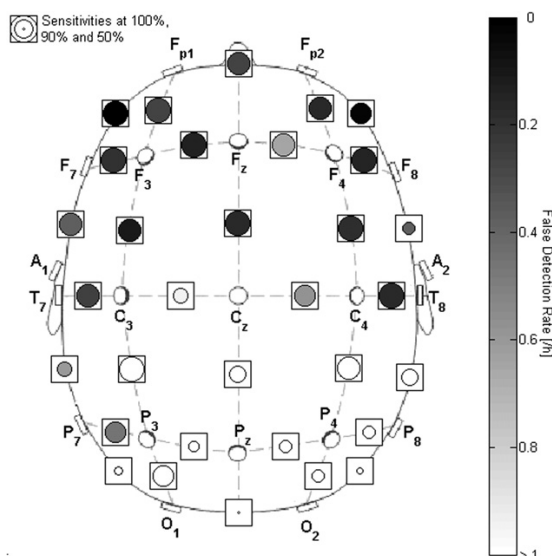 Sensitivities at 100%,
90% and 50%
Fp1
Fp2
F7
F3
Fz
F4
F8
A1
A2
T7
C3
Cz
C4
T8
P7
P3
Pz
P4
P8
O1
O2
0
0.2
0.4
0.6
0.8
> 1
False Detection Rate [/h]